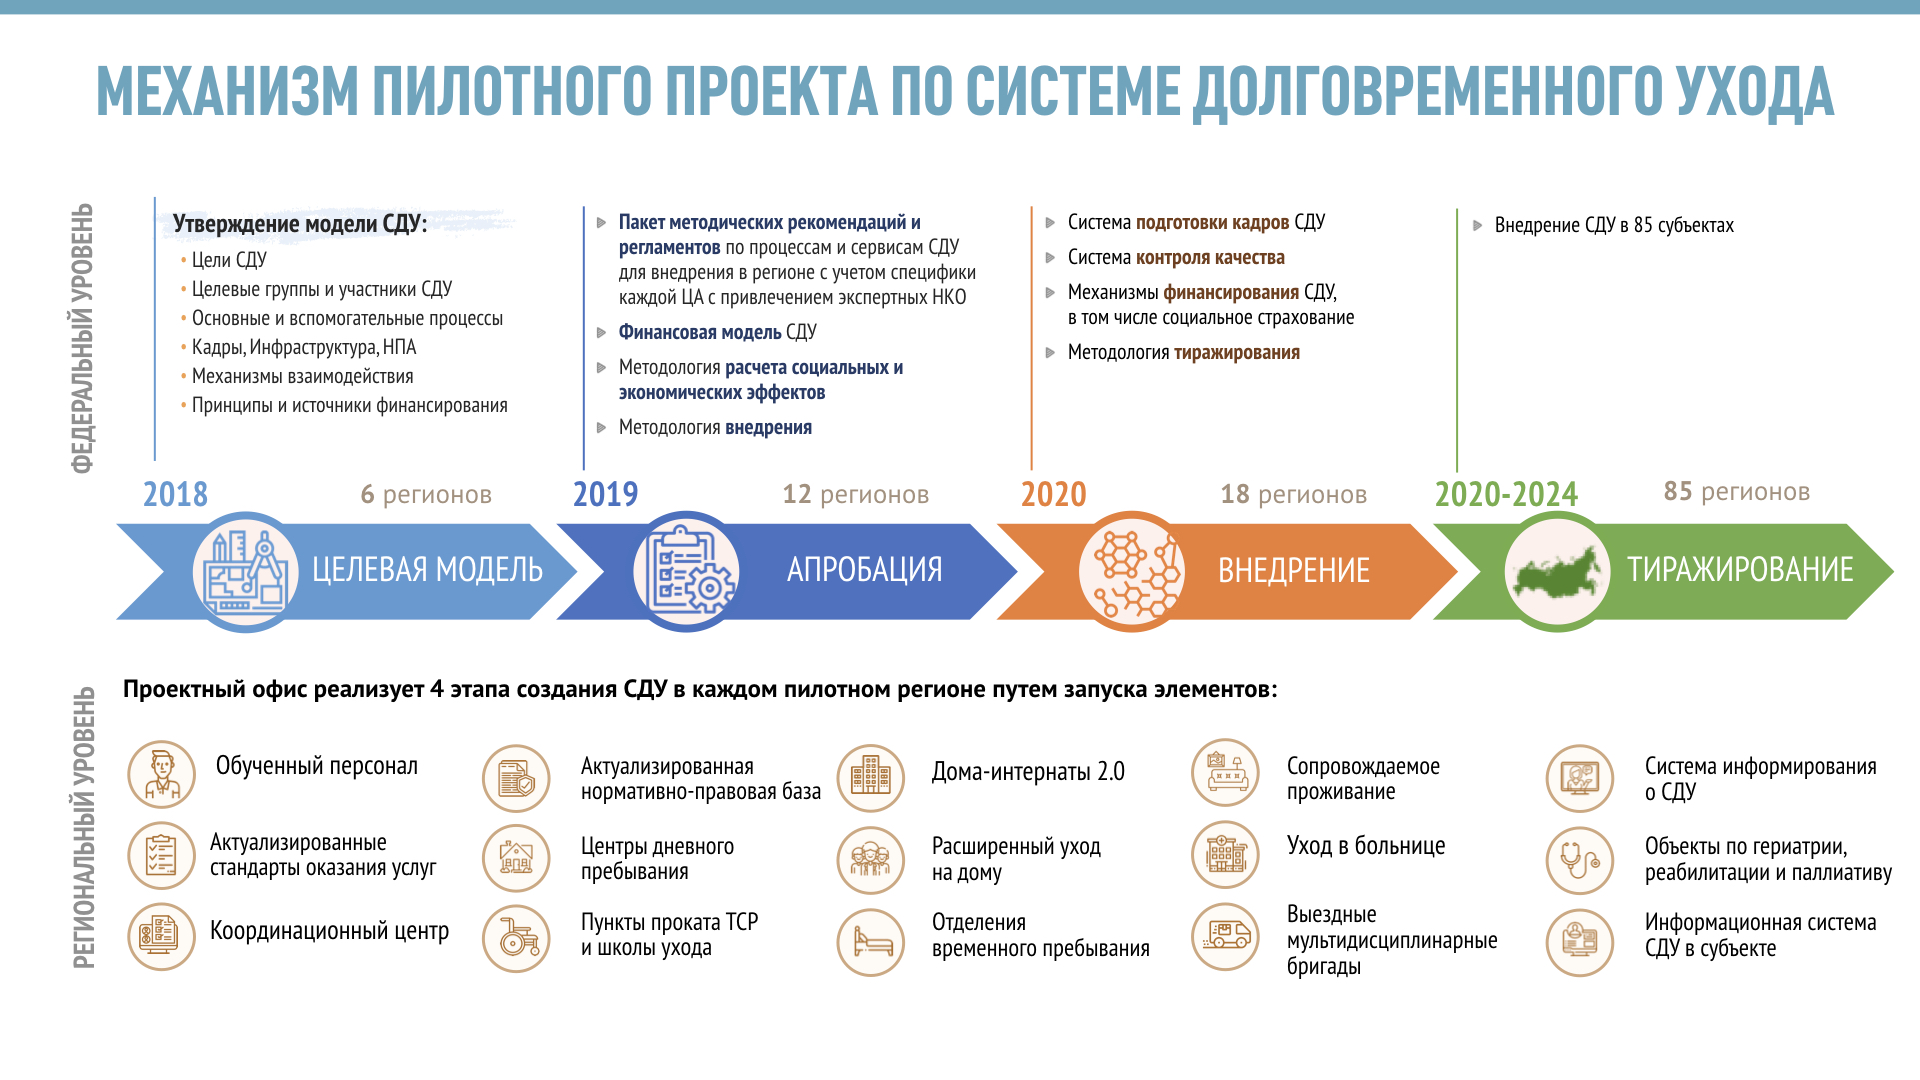 МЕХАНИЗМ ПИЛОТНОГО ПРОЕКТА ПО СИСТЕМЕ ДОЛГОВРЕМЕННОГО УХОДА
ФЕДЕРАЛЬНЫЙ УРОВЕНЬ
Утверждение модели СДУ:
• Цели СДУ
• Целевые группы и участники СДУ
• Основные и вспомогательные процессы
• Кадры, Инфраструктура, НПА
• Механизмы взаимодействия
• Принципы и источники финансирования
Пакет методических рекомендаций и
регламентов по процессам и сервисам СДУ
для внедрения в регионе с учетом специфики
каждой ЦА с привлечением экспертных НКО
Финансовая модель СДУ
Методология расчета социальных и
экономических эффектов
Методология внедрения
Система подготовки кадров СДУ
Система контроля качества
Механизмы финансирования СДУ,
в том числе социальное страхование
Методология тиражирования
Внедрение СДУ в 85 субъектах
2018
6 регионов
2019
12 регионов
2020
18 регионов
2020-2024
85 регионов
ЦЕЛЕВАЯ МОДЕЛЬ
АПРОБАЦИЯ
ВНЕДРЕНИЕ
ТИРАЖИРОВАНИЕ
РЕГИОНАЛЬНЫЙ УРОВЕНЬ
Проектный офис реализует 4 этапа создания СДУ в каждом пилотном регионе путем запуска элементов:
Обученный персонал
Актуализированные
стандарты оказания услуг
Координационный центр
Актуализированная
нормативно-правовая база
Центры дневного
пребывания
Пункты проката ТСР
и школы ухода
Дома-интернаты 2.0
Расширенный уход
на дому
Отделения
временного пребывания
Сопровождаемое
проживание
Уход в больнице
Выездные
мультидисциплинарные
бригады
Система информирования
о СДУ
Объекты по гериатрии,
реабилитации и паллиативу
Информационная система
СДУ в субъекте